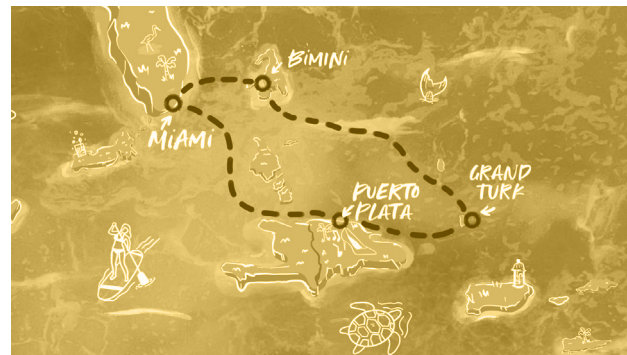 BIMINI
MIAMI
GRAND
TURK
PUERTO
PLATA